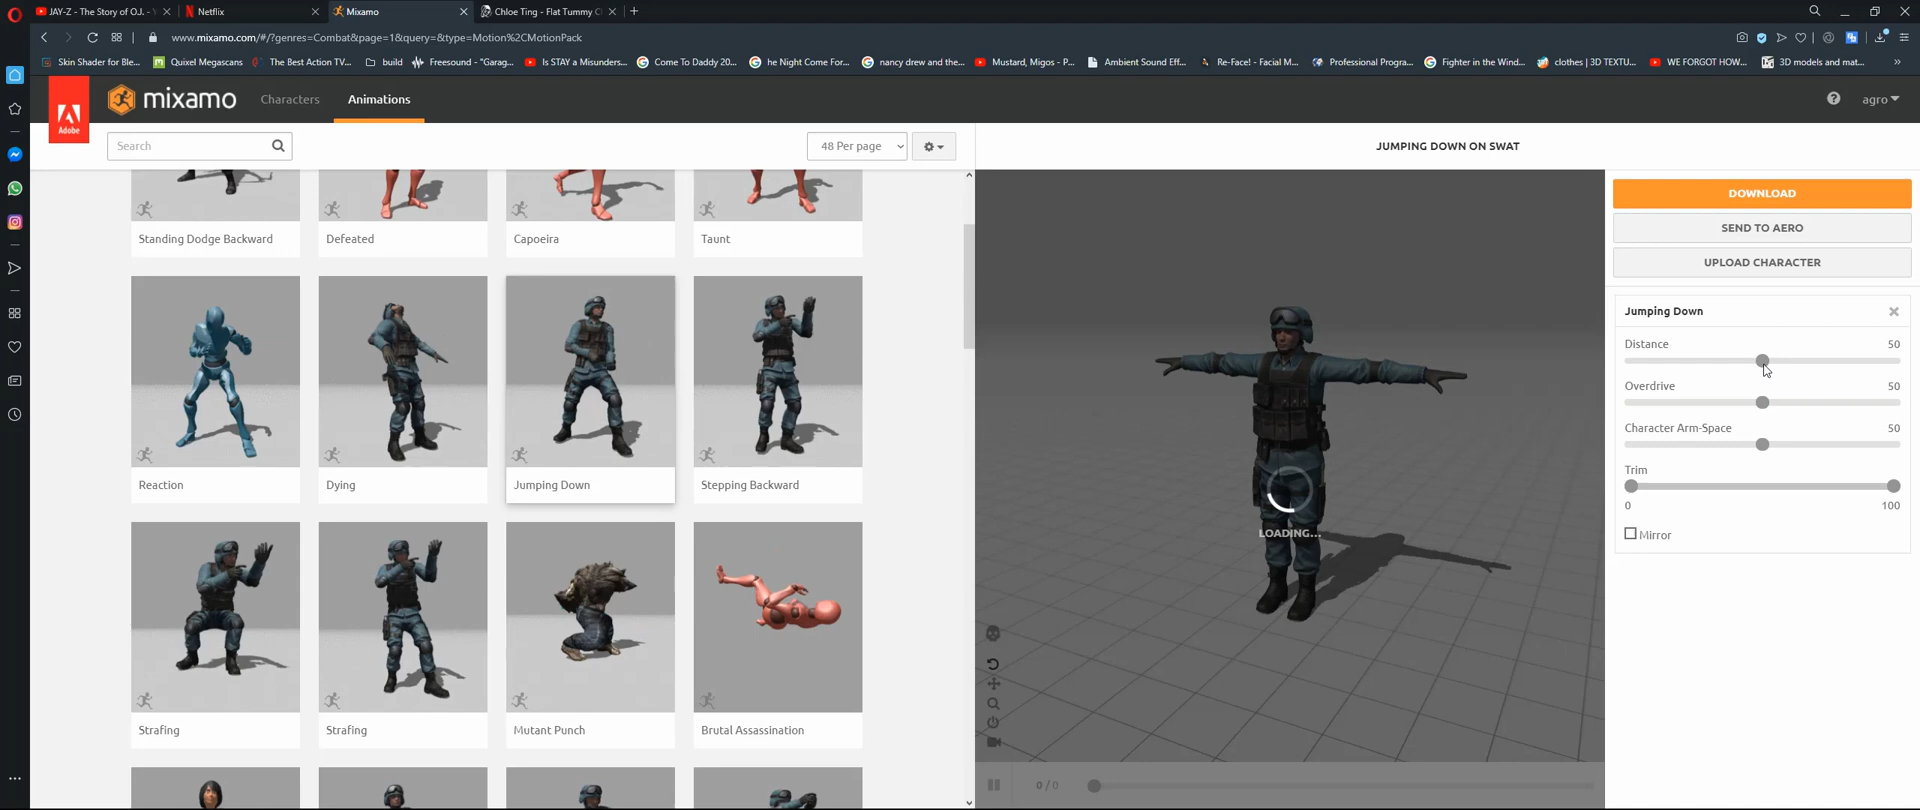 JAY-Z - The Story of O.J. - Y
Netflix
Mixamo
Chloe Ting - Flat Tummy C
www.mixamo.com/#/?genres=Combat&page=1&query=&type=Motion%2CMotionPack
Skin Shader for Ble...
Quixel Megascans
The Best Action TV...
build
Freesound - "Garag...
Is STAY a Misunders...
Come To Daddy 20...
he Night Come For...
nancy drew and the...
Mustard, Migos - P...
Ambient Sound Eff...
Re-Face! - Facial M...
Professional Progra...
Fighter in the Wind...
clothes | 3D TEXTU...
WE FORGOT HOW...
3D models and mat...
Adobe
mixamo
Characters
Animations
agro
Search
48 Per page
JUMPING DOWN ON SWAT
Standing Dodge Backward
Defeated
Capoeira
Taunt
Reaction
Dying
Jumping Down
Stepping Backward
Strafing
Strafing
Mutant Punch
Brutal Assassination
LOADING...
0 / 0
DOWNLOAD
SEND TO AERO
UPLOAD CHARACTER
Jumping Down
Distance 50
Overdrive 50
Character Arm-Space 50
Trim
0 100
Mirror